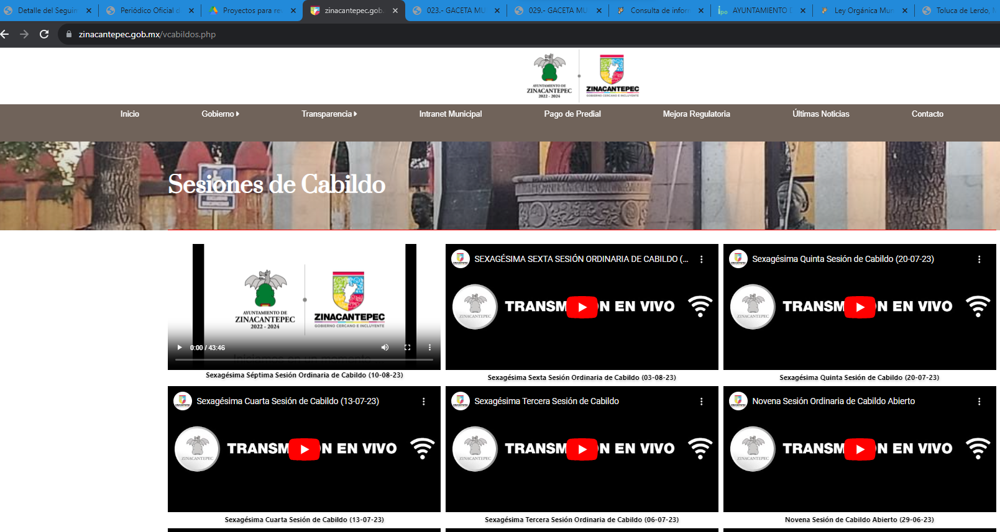 Detalle del Seguim
Periódico Oficial d
Proyectos para re
zinacantepec.gob.
023.- GACETA MU
029.- GACETA MU
Consulta de inform
AYUNTAMIENTO D
Ley Orgánica Mun
Toluca de Lerdo,
zinacantepec.gob.mx/vcabildos.php
AYUNTAMIENTO DE
ZINACANTEPEC
2022 - 2024
ZINACANTEPEC
GOBIERNO CERCANO E INCLUYENTE
Inicio
Gobierno
Transparencia
Intranet Municipal
Pago de Predial
Mejora Regulatoria
Últimas Noticias
Contacto
Sesiones de Cabildo
AYUNTAMIENTO DE
ZINACANTEPEC
2022 - 2024
ZINACANTEPEC
GOBIERNO CERCANO E INCLUYENTE
Iniciamos en un momento
0:00 / 43:46
Sexagésima Séptima Sesión Ordinaria de Cabildo (10-08-23)
SEXAGÉSIMA SEXTA SESIÓN ORDINARIA DE CABILDO (...
ZINACANTEPEC
TRANSM N EN VIVO
Sexagésima Sexta Sesión Ordinaria de Cabildo (03-08-23)
Sexagésima Quinta Sesión de Cabildo (20-07-23)
ZINACANTEPEC
TRANSM N EN VIVO
Sexagésima Quinta Sesión de Cabildo (20-07-23)
Sexagésima Cuarta Sesión de Cabildo (13-07-23)
ZINACANTEPEC
TRANSM N EN VIVO
Sexagésima Cuarta Sesión de Cabildo (13-07-23)
Sexagésima Tercera Sesión de Cabildo
ZINACANTEPEC
TRANSM N EN VIVO
Sexagésima Tercera Sesión Ordinaria de Cabildo (06-07-23)
Novena Sesión Ordinaria de Cabildo Abierto
ZINACANTEPEC
TRANSM N EN VIVO
Novena Sesión de Cabildo Abierto (29-06-23)